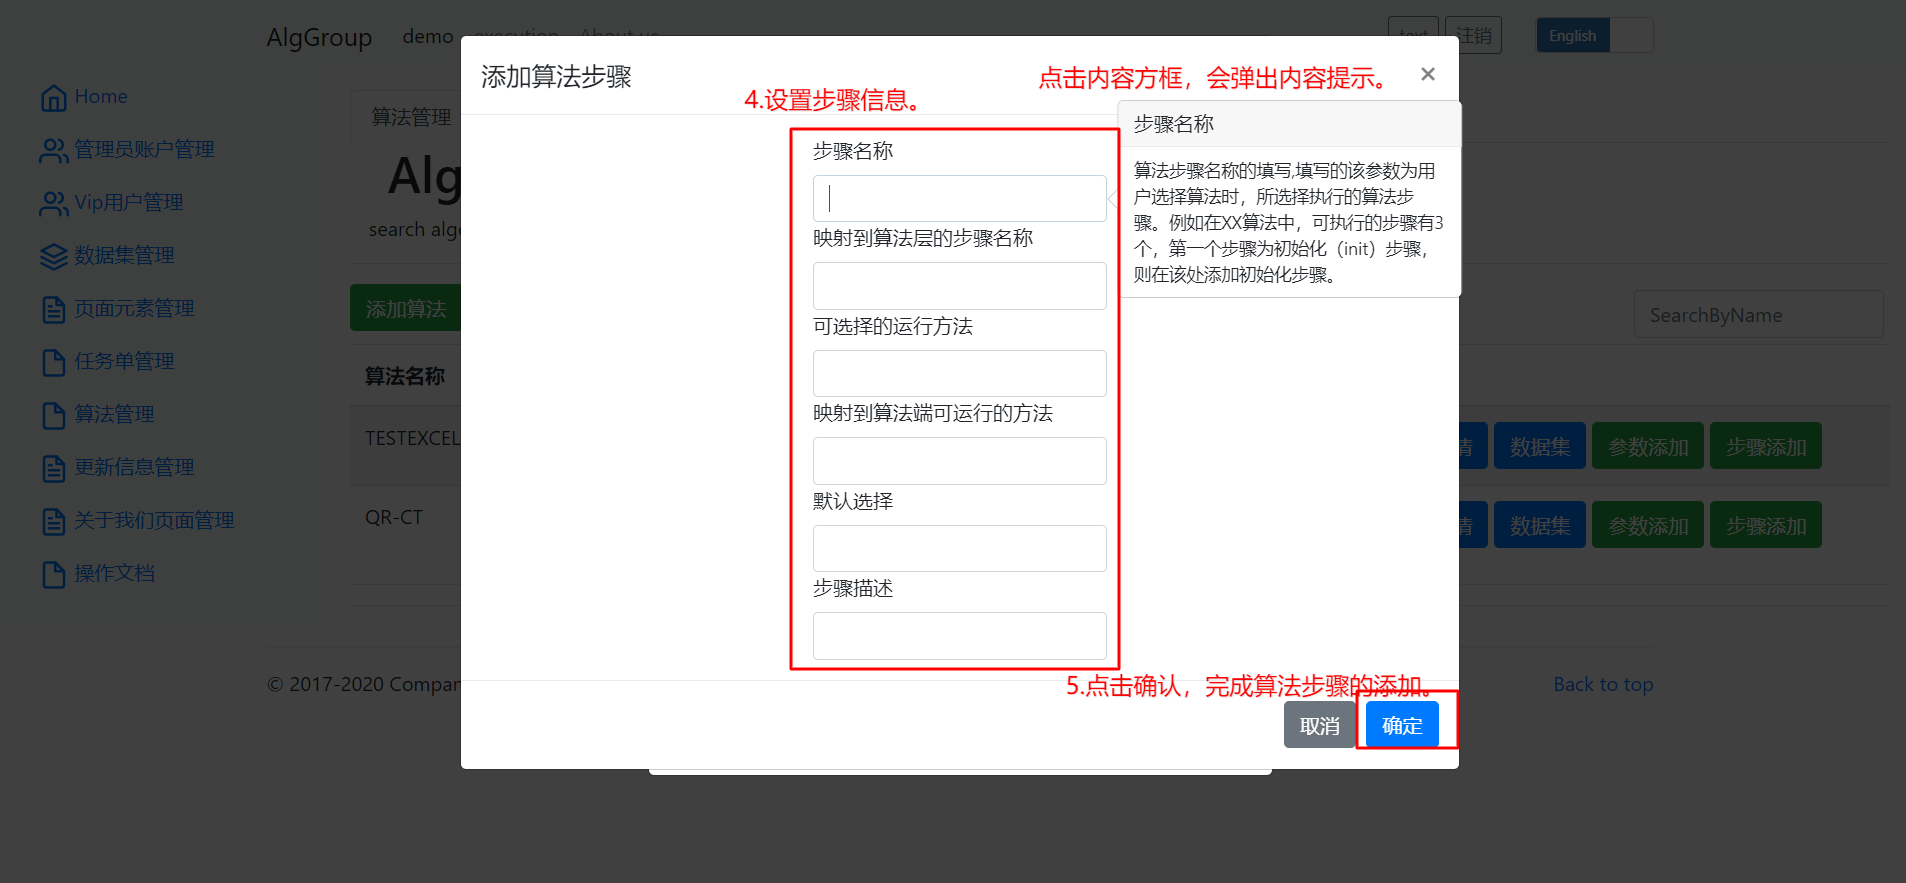 AlgGroup
demo
注销
English
Home
管理员账户管理
Vip用户管理
数据集管理
页面元素管理
任务单管理
算法管理
更新信息管理
关于我们页面管理
操作文档
算法管理
Alg
search alg
添加算法
SearchByName
算法名称
TESTEXCEL
情 数据集 参数添加 步骤添加
QR-CT
情 数据集 参数添加 步骤添加
© 2017-2020 Compan
Back to top
添加算法步骤
点击内容方框，会弹出内容提示。
×
4.设置步骤信息。
步骤名称
映射到算法层的步骤名称
可选择的运行方法
映射到算法端可运行的方法
默认选择
步骤描述
步骤名称
算法步骤名称的填写,填写的该参数为用
户选择算法时，所选择执行的算法步
骤。例如在XX算法中，可执行的步骤有3
个，第一个步骤为初始化（init）步骤，
则在该处添加初始化步骤。
5.点击确认，完成算法步骤的添加。
取消
确定